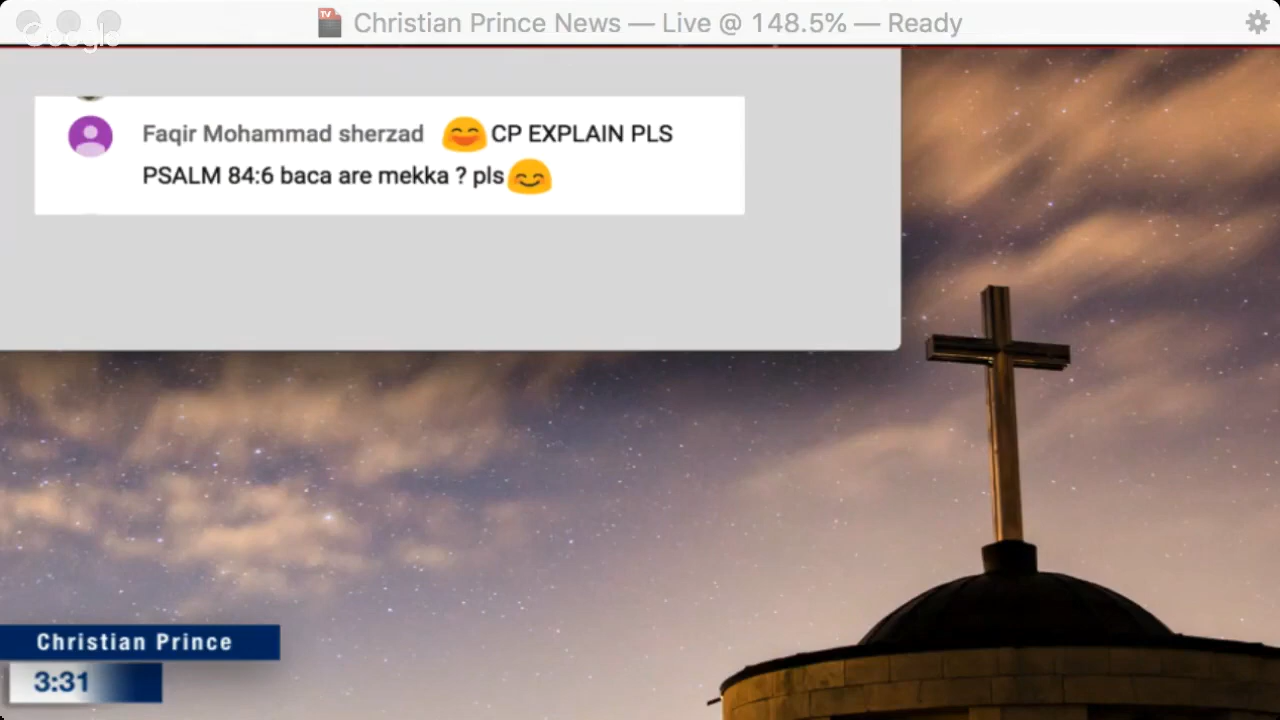 Christian Prince News — Live @ 148.5% — Ready
Google
Faqir Mohammad sherzad 😄 CP EXPLAIN PLS
PSALM 84:6 baca are mekka ? pls 😊
Christian Prince
3:31